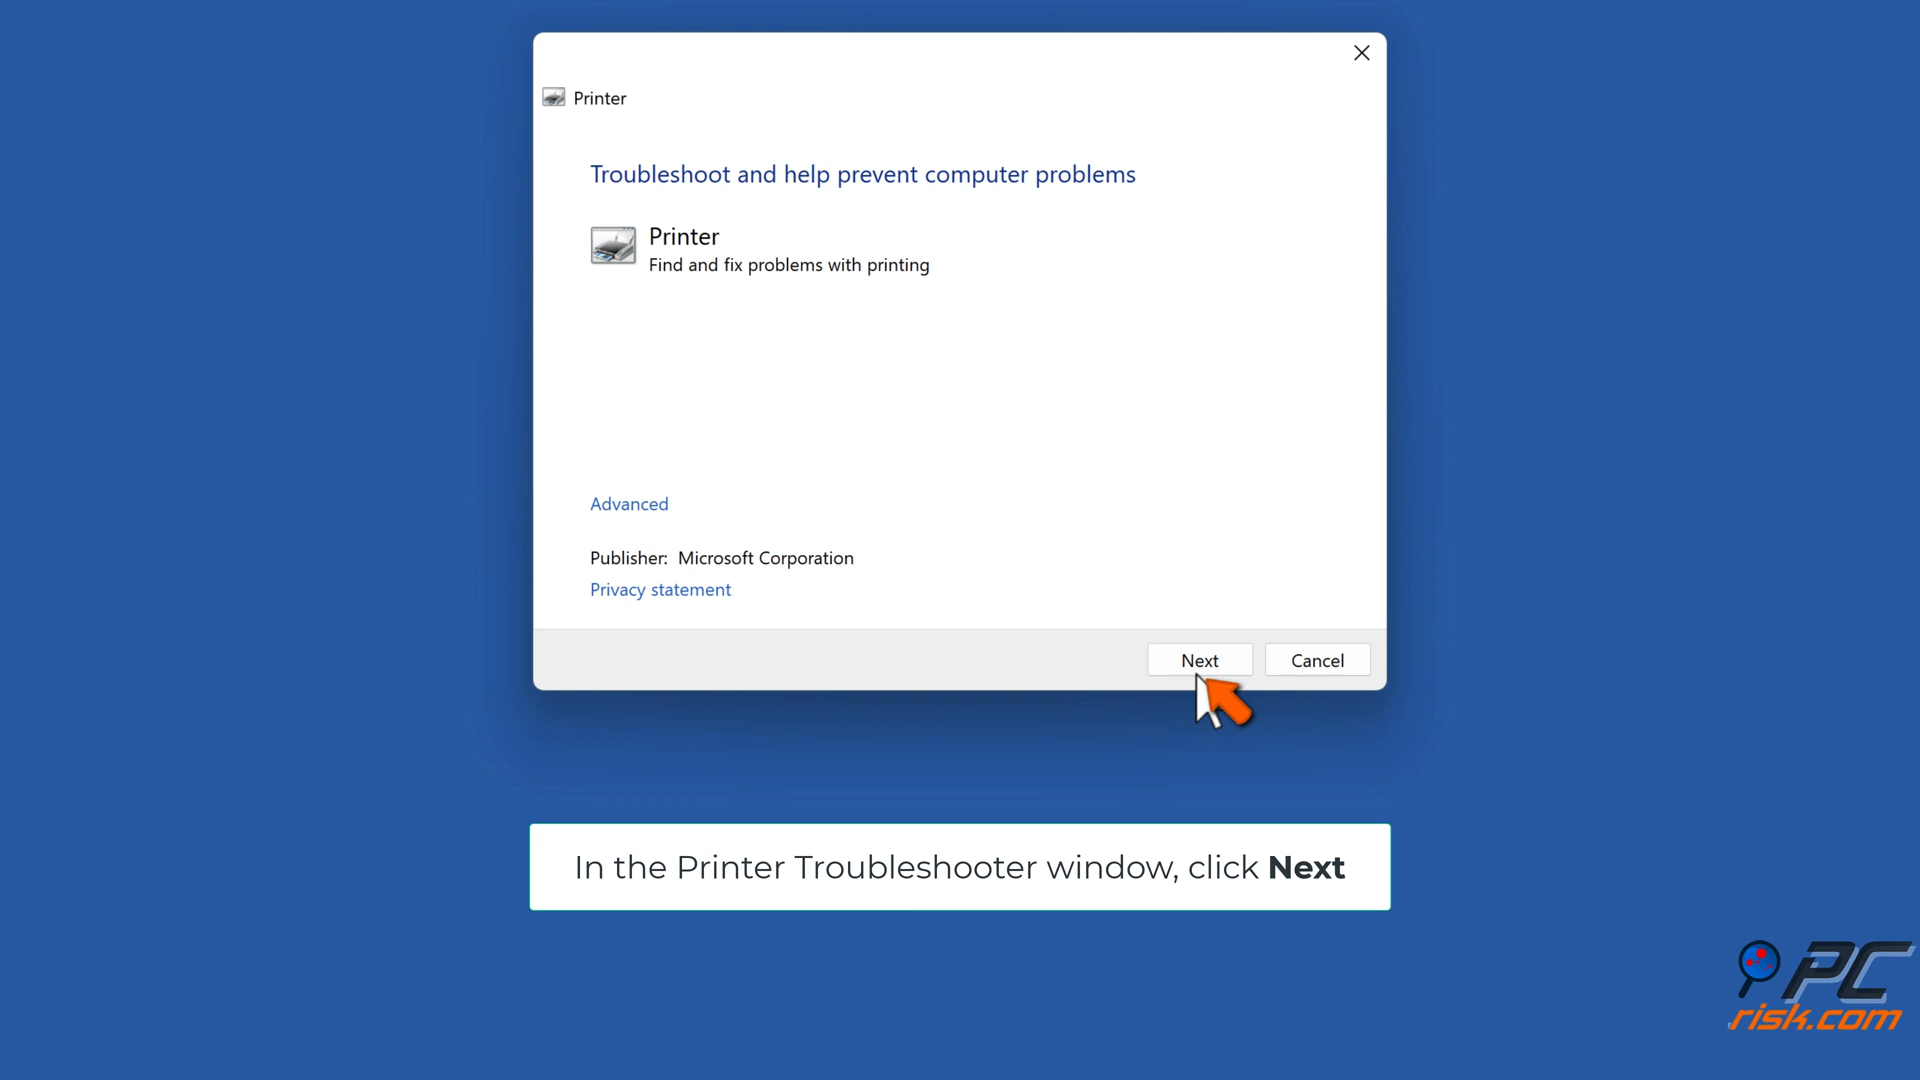 Printer
Troubleshoot and help prevent computer problems
Printer
Find and fix problems with printing
Advanced
Publisher: Microsoft Corporation
Privacy statement
Next
Cancel
In the Printer Troubleshooter window, click Next
PC
risk.com